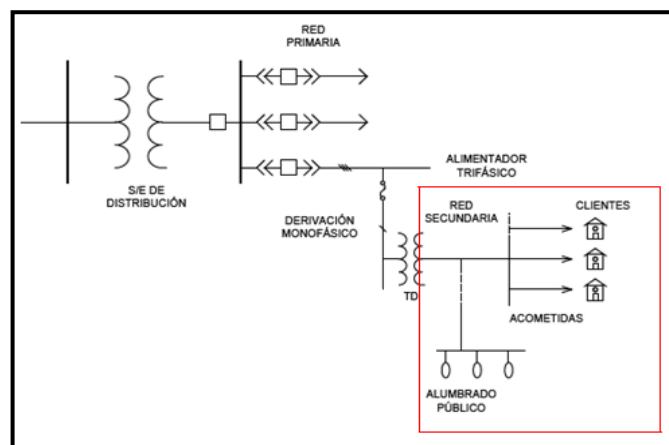 RED
PRIMARIA
S/E DE
DISTRIBUCIÓN
ALIMENTADOR
TRIFÁSICO
DERIVACIÓN
MONOFÁSICO
RED
SECUNDARIA
CLIENTES
TD
ACOMETIDAS
ALUMBRADO
PÚBLICO